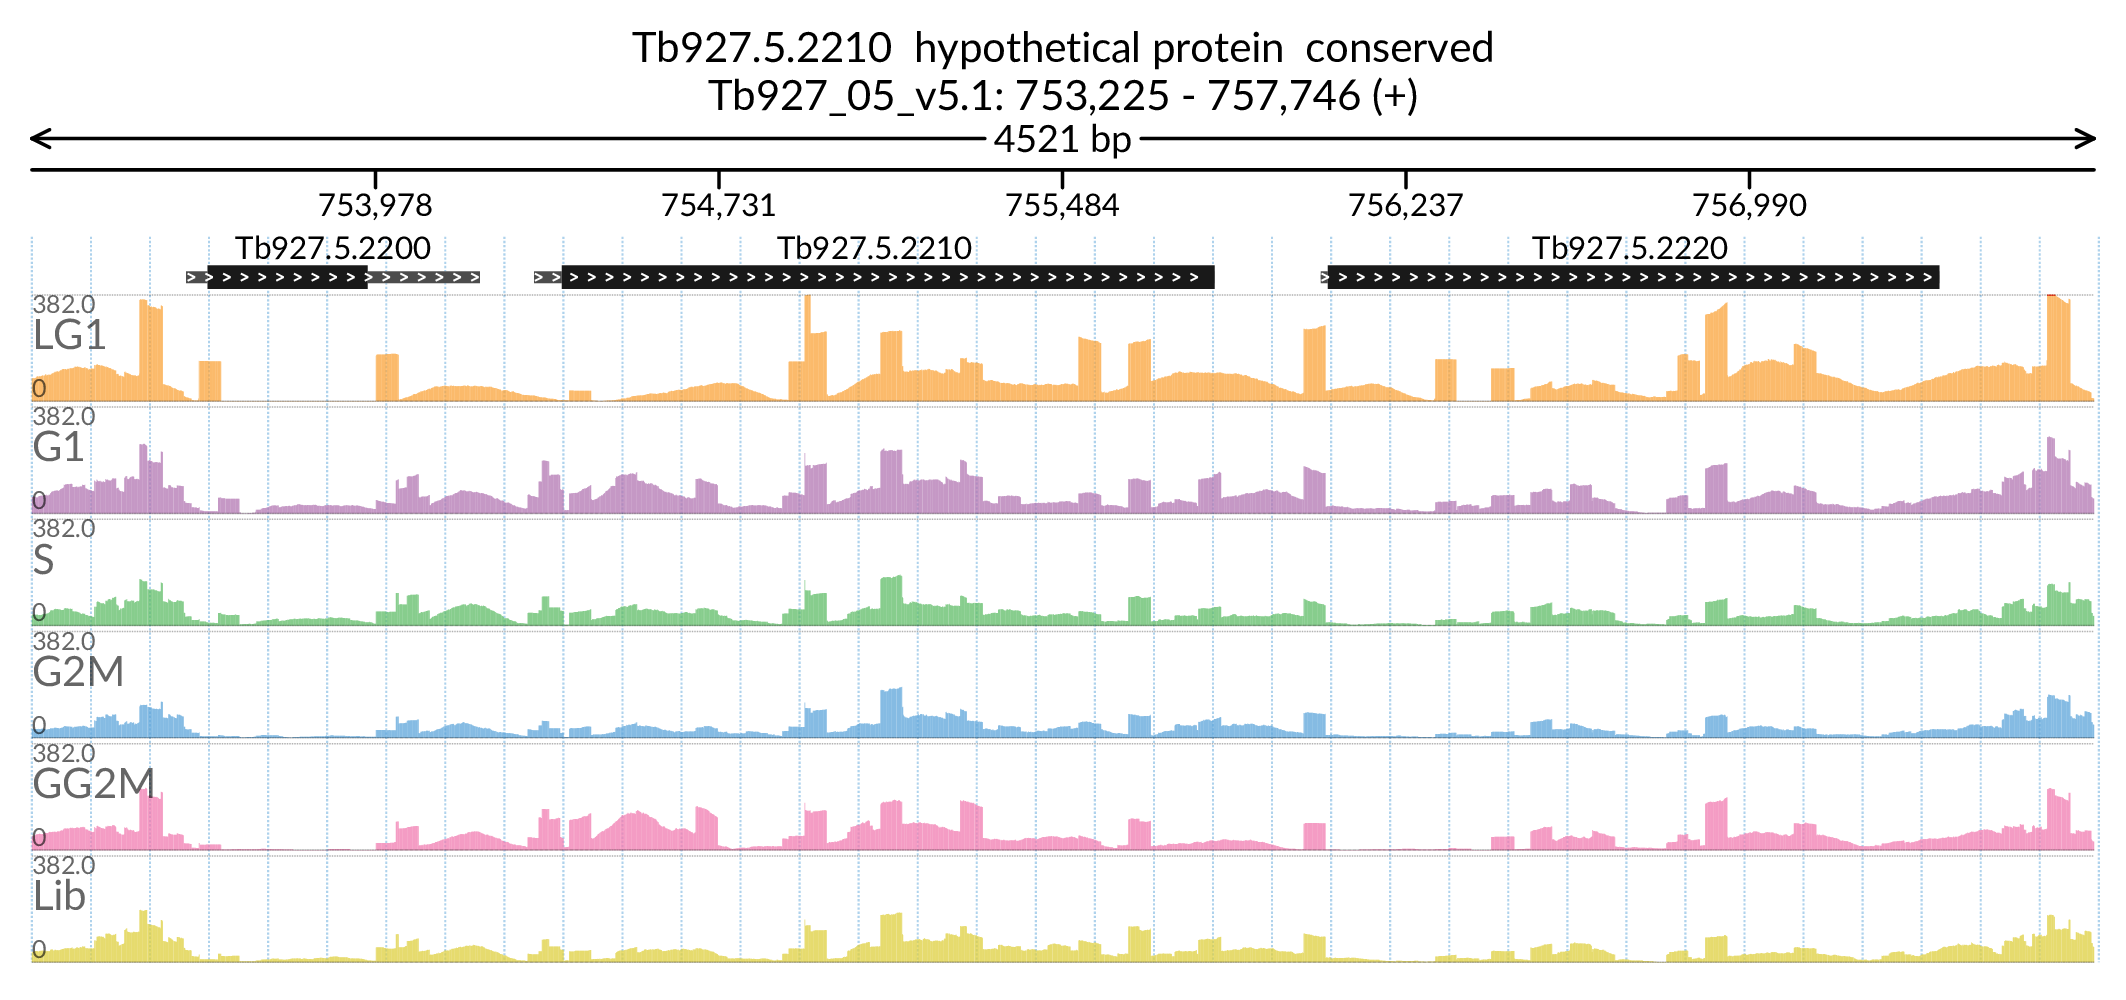 Tb927.5.2210 hypothetical protein conserved
Tb927_05_v5.1: 753,225 - 757,746 (+)
4521 bp
753,978 754,731 755,484 756,237 756,990
Tb927.5.2200 Tb927.5.2210 Tb927.5.2220
382.0
LG1
0
382.0
G1
0
382.0
S
0
382.0
G2M
0
382.0
GG2M
0
382.0
Lib
0